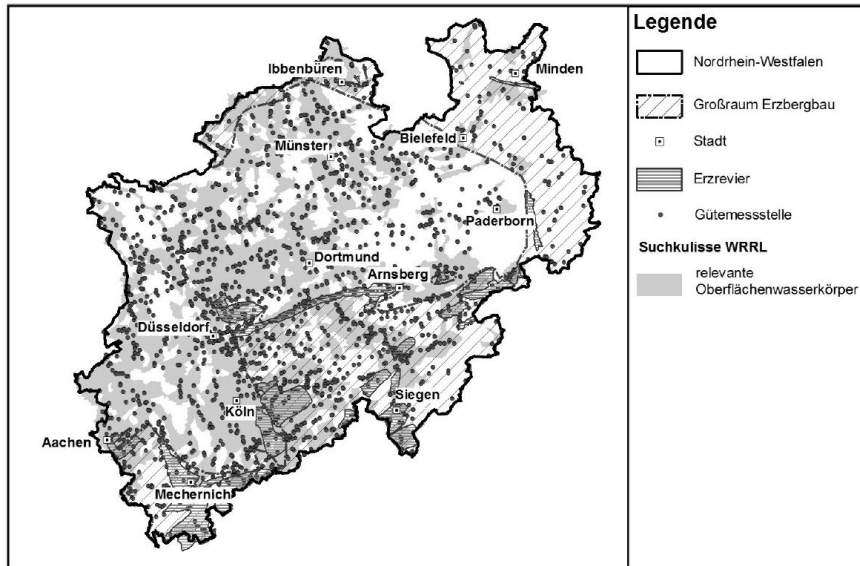 Ibbenbüren
Minden
Münster
Bielefeld
Paderborn
Dortmund
Arnsberg
Düsseldorf
Siegen
Köln
Aachen
Mechernich
Legende
Nordrhein-Westfalen
Großraum Erzbergbau
Stadt
Erzrevier
Gütemessstelle
Suchkulisse WRRL
relevante
Oberflächenwasserkörper